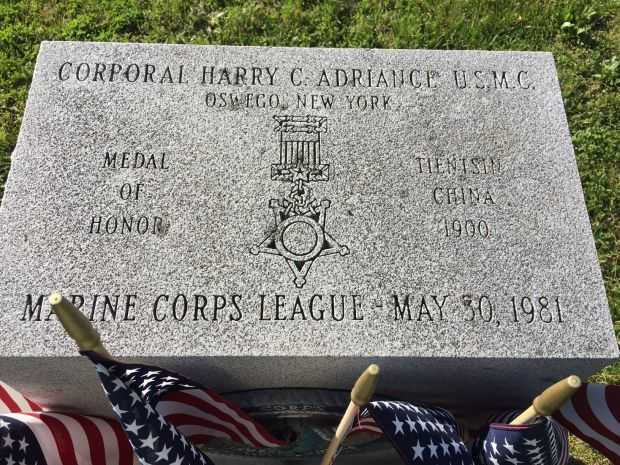 CORPORAL HARRY C. ADRIANCE U.S.M.C.
OSWEGO, NEW YORK
MEDAL
OF
HONOR
TIENTSIN
CHINA
1900
MARINE CORPS LEAGUE - MAY 30, 1981